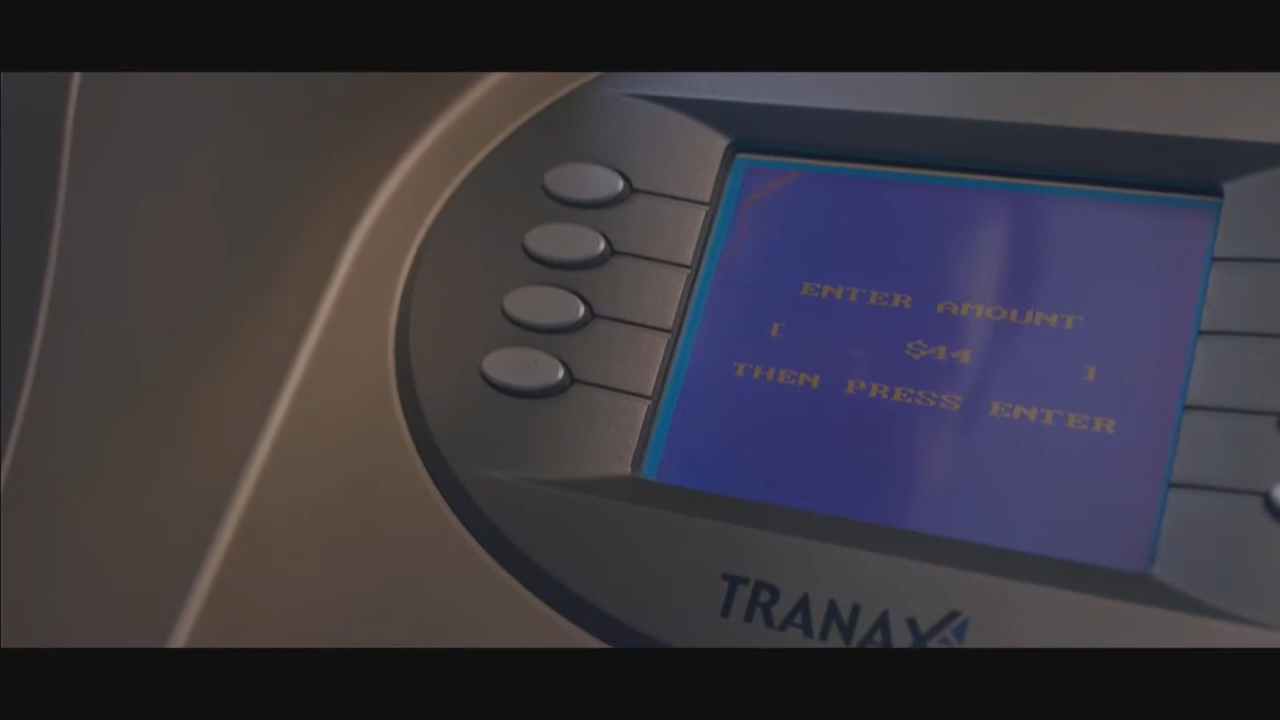 ENTER AMOUNT
[ $44 ]
THEN PRESS ENTER
TRANAX